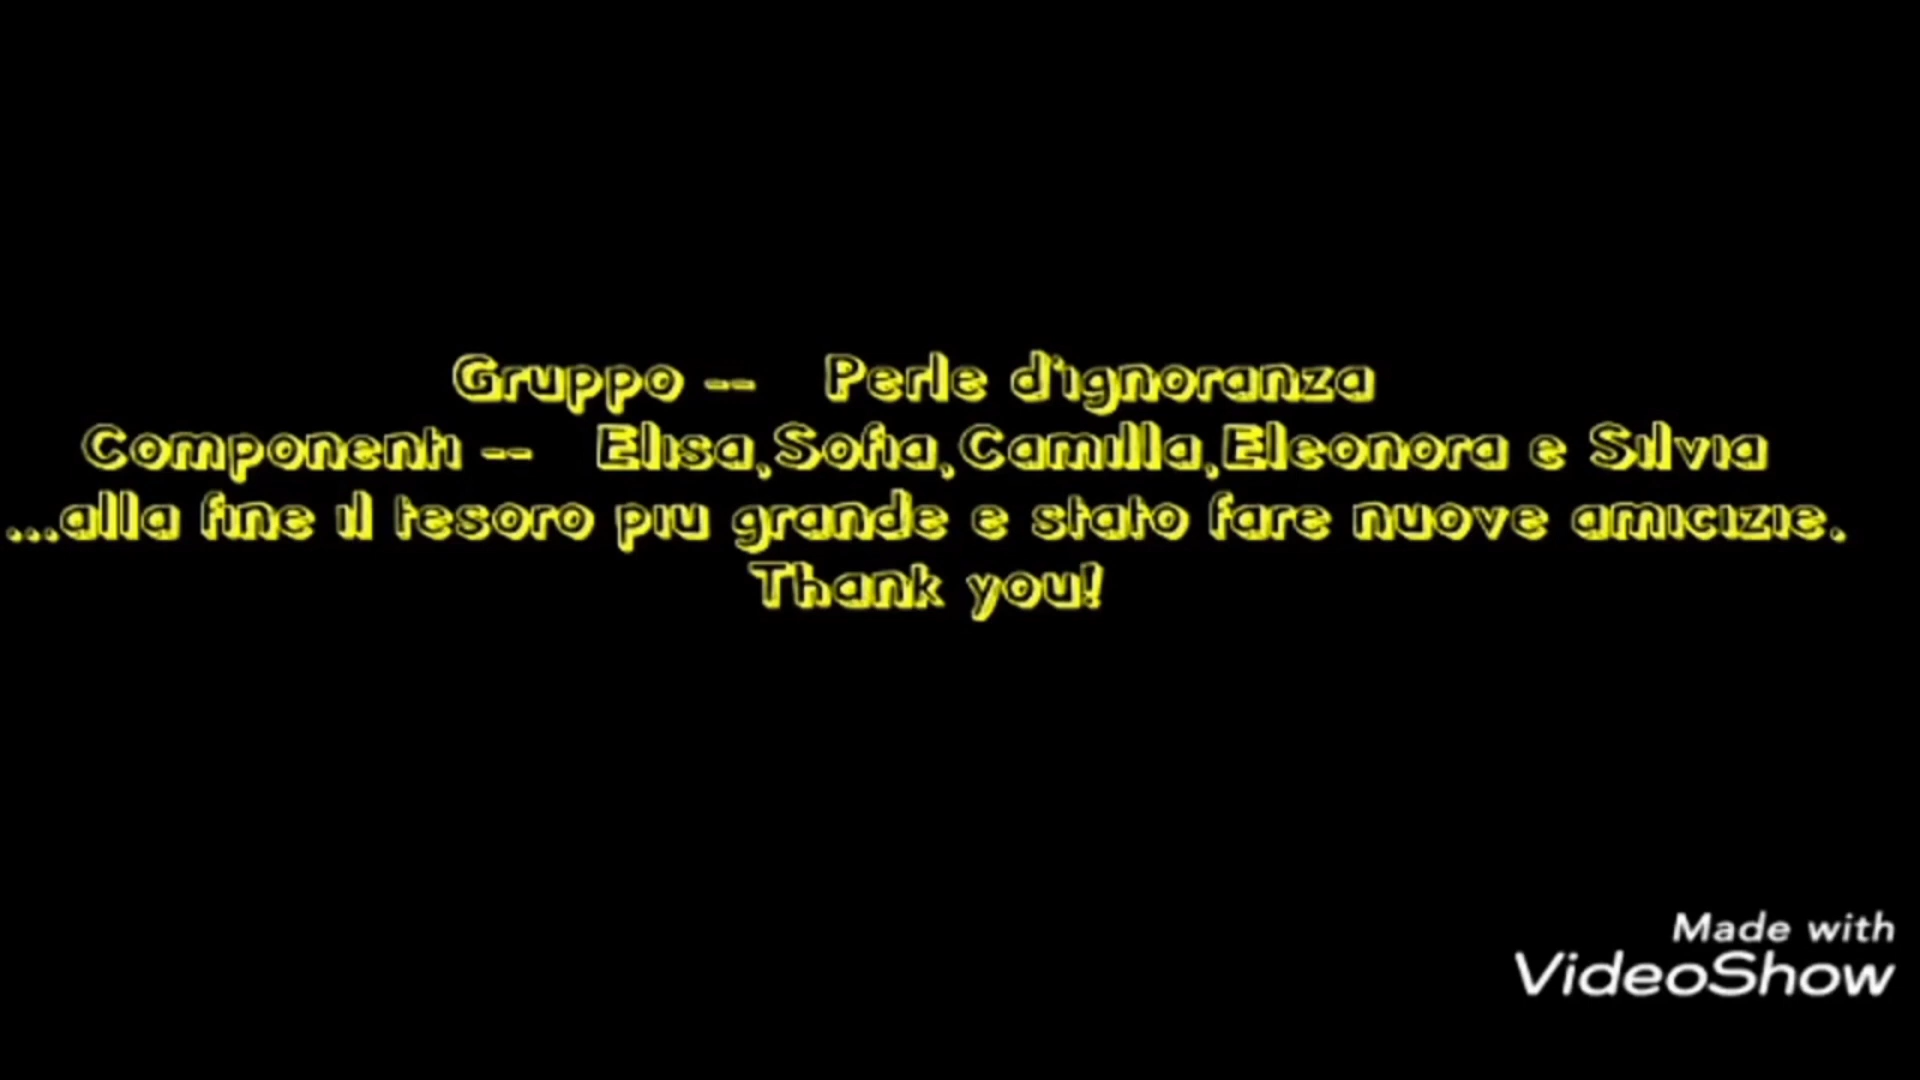 Gruppo -- Perle d'ignoranza
Componenti -- Elisa,Sofia,Camilla,Eleonora e Silvia
...alla fine il tesoro piu grande e stato fare nuove amicizie.
Thank you!
Made with
VideoShow